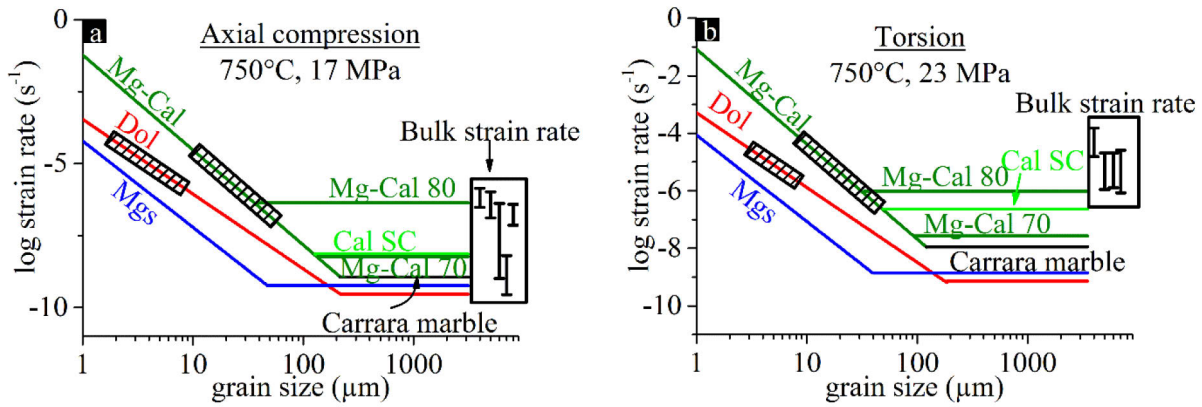 a
Axial compression
750°C, 17 MPa
log strain rate (s⁻¹)
0
-5
-10
Mg-Cal
Dol
Mgs
Bulk strain rate
Mg-Cal 80
Cal SC
Mg-Cal 70
Carrara marble
1
10
100
1000
grain size (µm)
b
Torsion
750°C, 23 MPa
log strain rate (s⁻¹)
0
-2
-4
-6
-8
-10
Mg-Cal
Dol
Mgs
Bulk strain rate
Cal SC
Mg-Cal 80
Mg-Cal 70
Carrara marble
1
10
100
1000
grain size (µm)